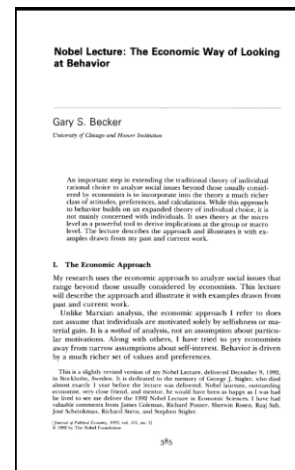 Nobel Lecture: The Economic Way of Looking
at Behavior
Gary S. Becker
University of Chicago and Hoover Institution
An important step in extending the traditional theory of individual
rational choice to analyze social issues beyond those usually consid-
ered by economists is to incorporate into the theory a much richer
class of attitudes, preferences, and calculations. While this approach
to behavior builds on an expanded theory of individual choice, it is
not mainly concerned with individuals. It uses theory at the micro
level as a powerful tool to derive implications at the group or macro
level. The lecture describes the approach and illustrates it with ex-
amples drawn from my past and current work.
I. The Economic Approach
My research uses the economic approach to analyze social issues that
range beyond those usually considered by economists. This lecture
will describe the approach and illustrate it with examples drawn from
past and current work.
Unlike Marxian analysis, the economic approach I refer to does
not assume that individuals are motivated solely by selfishness or ma-
terial gain. It is a method of analysis, not an assumption about particu-
lar motivations. Along with others, I have tried to pry economists
away from narrow assumptions about self-interest. Behavior is driven
by a much richer set of values and preferences.
This is a slightly revised version of my Nobel Lecture, delivered December 9, 1992,
in Stockholm, Sweden. It is dedicated to the memory of George J. Stigler, who died
almost exactly 1 year before the lecture was delivered. Nobel laureate, outstanding
economist, very close friend, and mentor, he would have been as happy as I was had
he lived to see me deliver the 1992 Nobel Lecture in Economic Sciences. I have had
valuable comments from James Coleman, Richard Posner, Sherwin Rosen, Raaj Sah,
José Scheinkman, Richard Stern, and Stephen Stigler.
[Journal of Political Economy, 1993, vol. 101, no. 3]
© 1992 by The Nobel Foundation
385